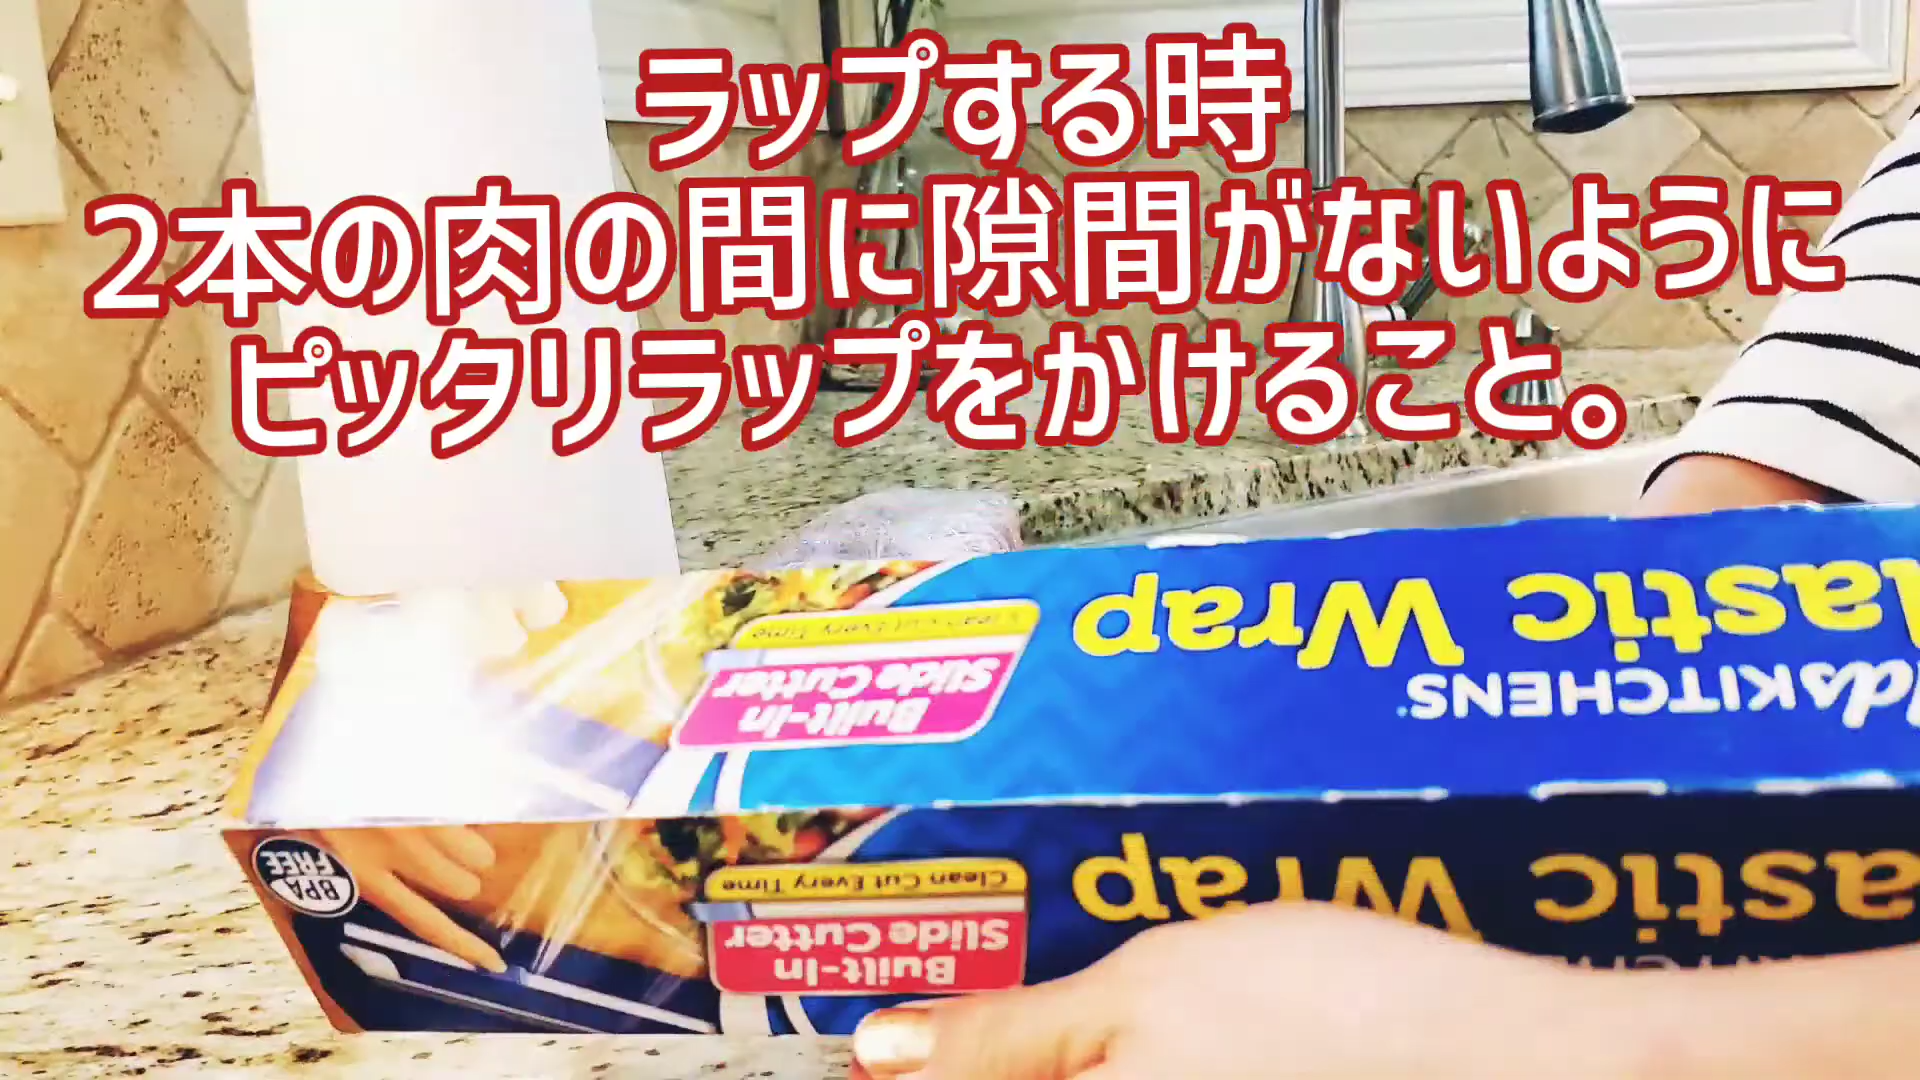 ラップする時
2本の肉の間に隙間がないように
ピッタリラップをかけること。
Clean Cut Every Time
Slide Cutter
Built-In
Wrap
KITCHENS
BPA
FREE
Clean Cut Every Time
Slide Cutter
Built-In
Wrap